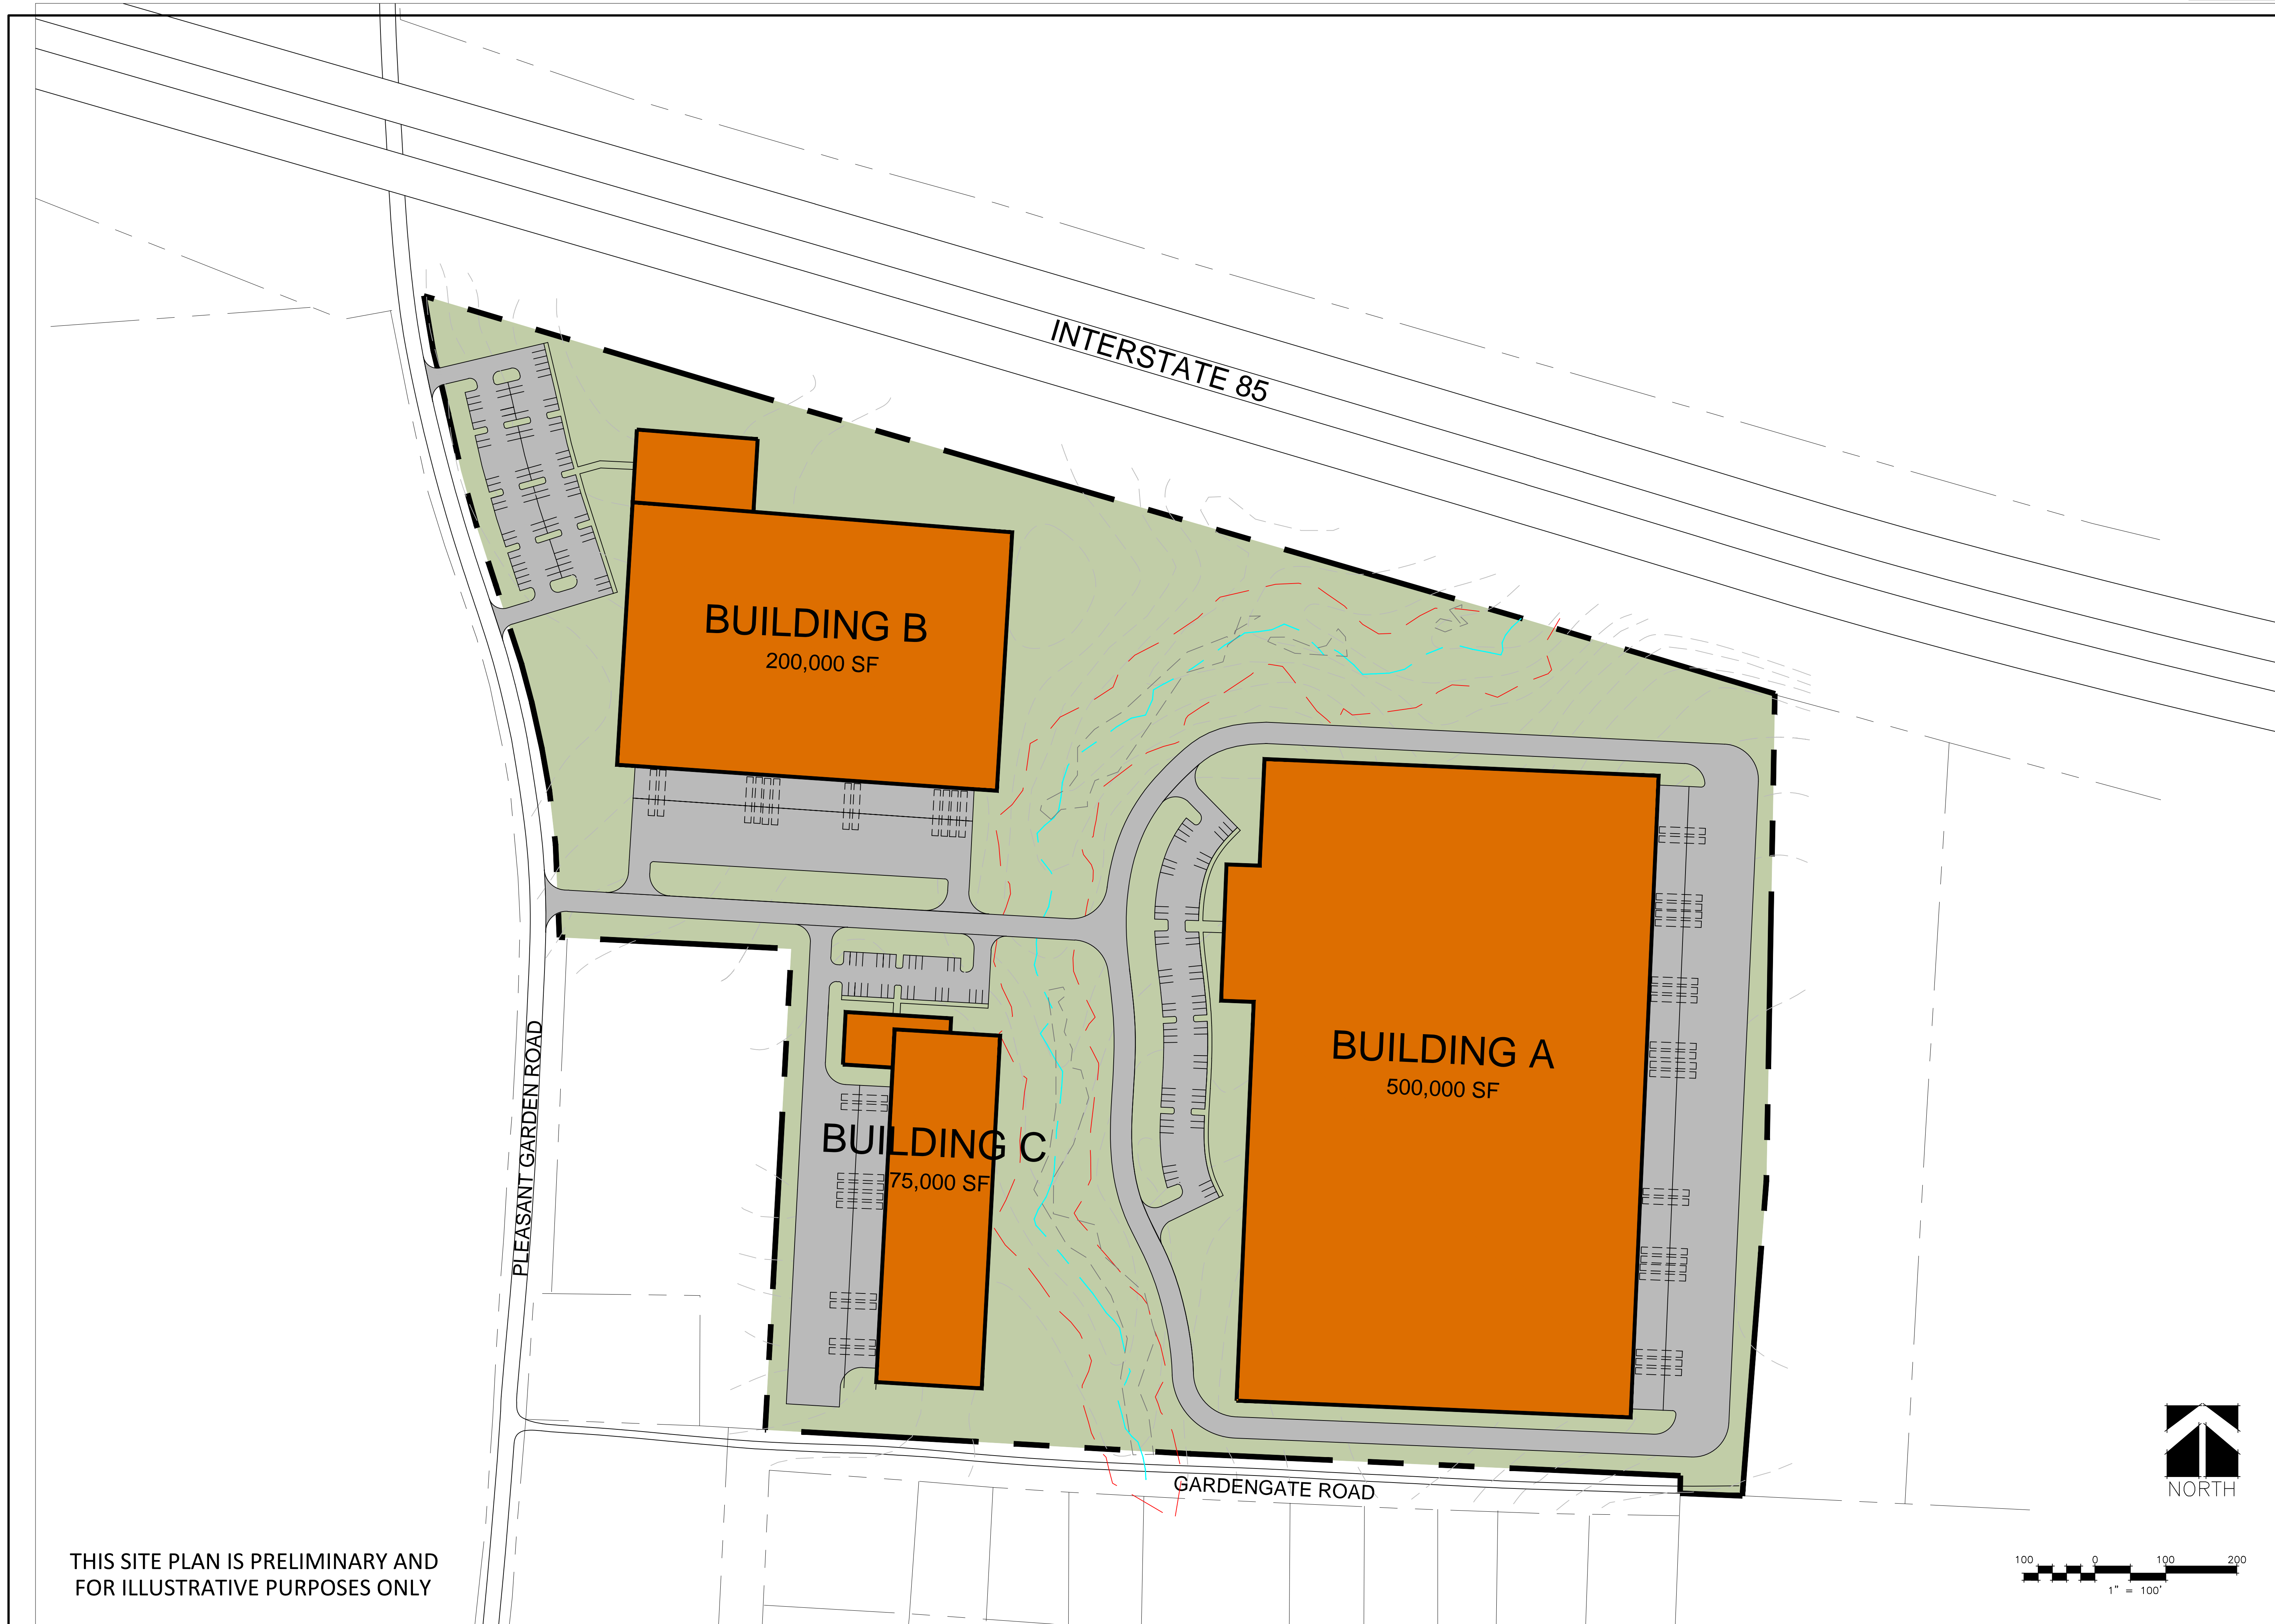 INTERSTATE 85
BUILDING B
200,000 SF
BUILDING A
500,000 SF
BUILDING C
75,000 SF
PLEASANT GARDEN ROAD
GARDENGATE ROAD
NORTH
THIS SITE PLAN IS PRELIMINARY AND
FOR ILLUSTRATIVE PURPOSES ONLY
100 0 100 200
1" = 100'